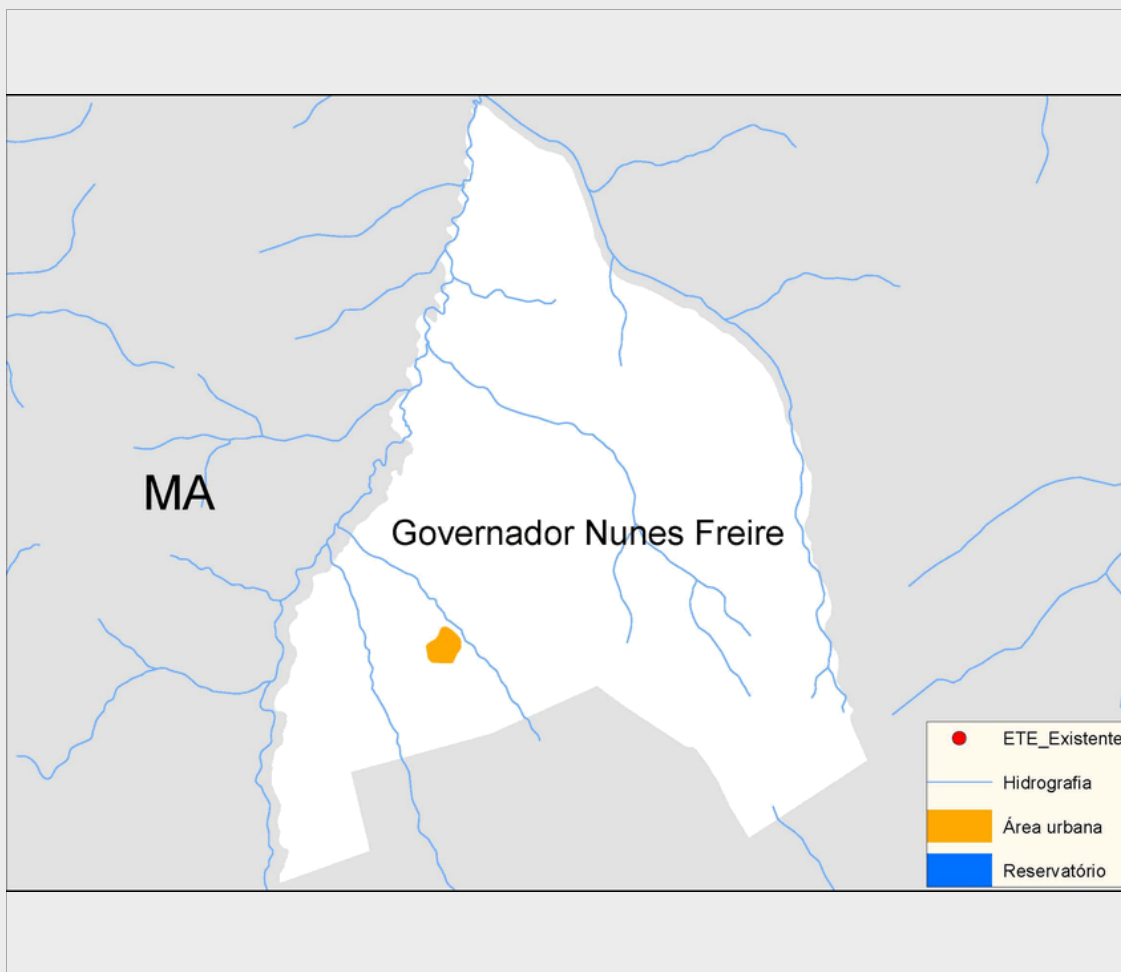 MA
Governador Nunes Freire
ETE_Existente
Hidrografia
Área urbana
Reservatório